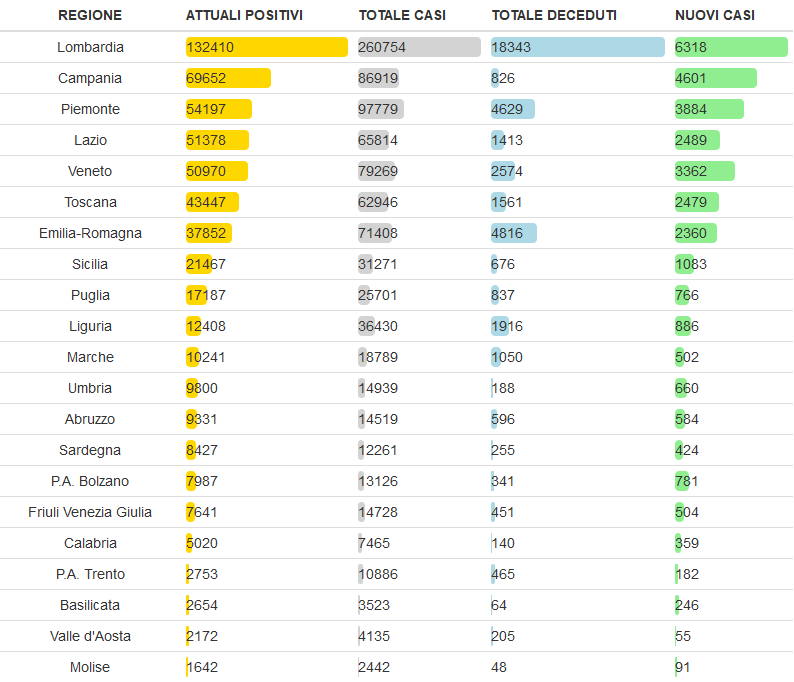 REGIONE ATTUALI POSITIVI TOTALE CASI TOTALE DECEDUTI NUOVI CASI
Lombardia 132410 260754 18343 6318
Campania 69652 86919 826 4601
Piemonte 54197 97779 4629 3884
Lazio 51378 65814 1413 2489
Veneto 50970 79269 2574 3362
Toscana 43447 62946 1561 2479
Emilia-Romagna 37852 71408 4816 2360
Sicilia 21467 31271 676 1083
Puglia 17187 25701 837 766
Liguria 12408 36430 1916 886
Marche 10241 18789 1050 502
Umbria 9800 14939 188 660
Abruzzo 9331 14519 596 584
Sardegna 8427 12261 255 424
P.A. Bolzano 7987 13126 341 781
Friuli Venezia Giulia 7641 14728 451 504
Calabria 5020 7465 140 359
P.A. Trento 2753 10886 465 182
Basilicata 2654 3523 64 246
Valle d'Aosta 2172 4135 205 55
Molise 1642 2442 48 91